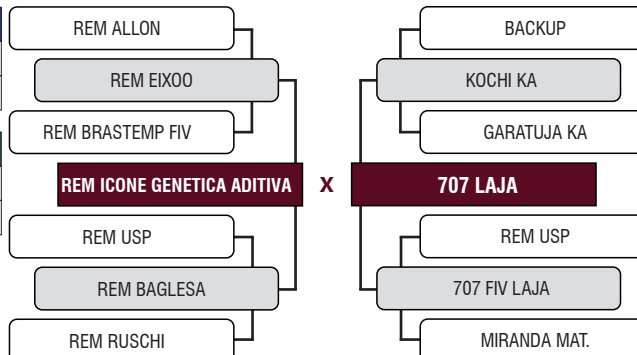 REM ALLON
REM EIXOO
REM BRASTEMP FIV
REM ICONE GENETICA ADITIVA
REM USP
REM BAGLESA
REM RUSCHI
X
BACKUP
KOCHI KA
GARATUJA KA
707 LAJA
REM USP
707 FIV LAJA
MIRANDA MAT.